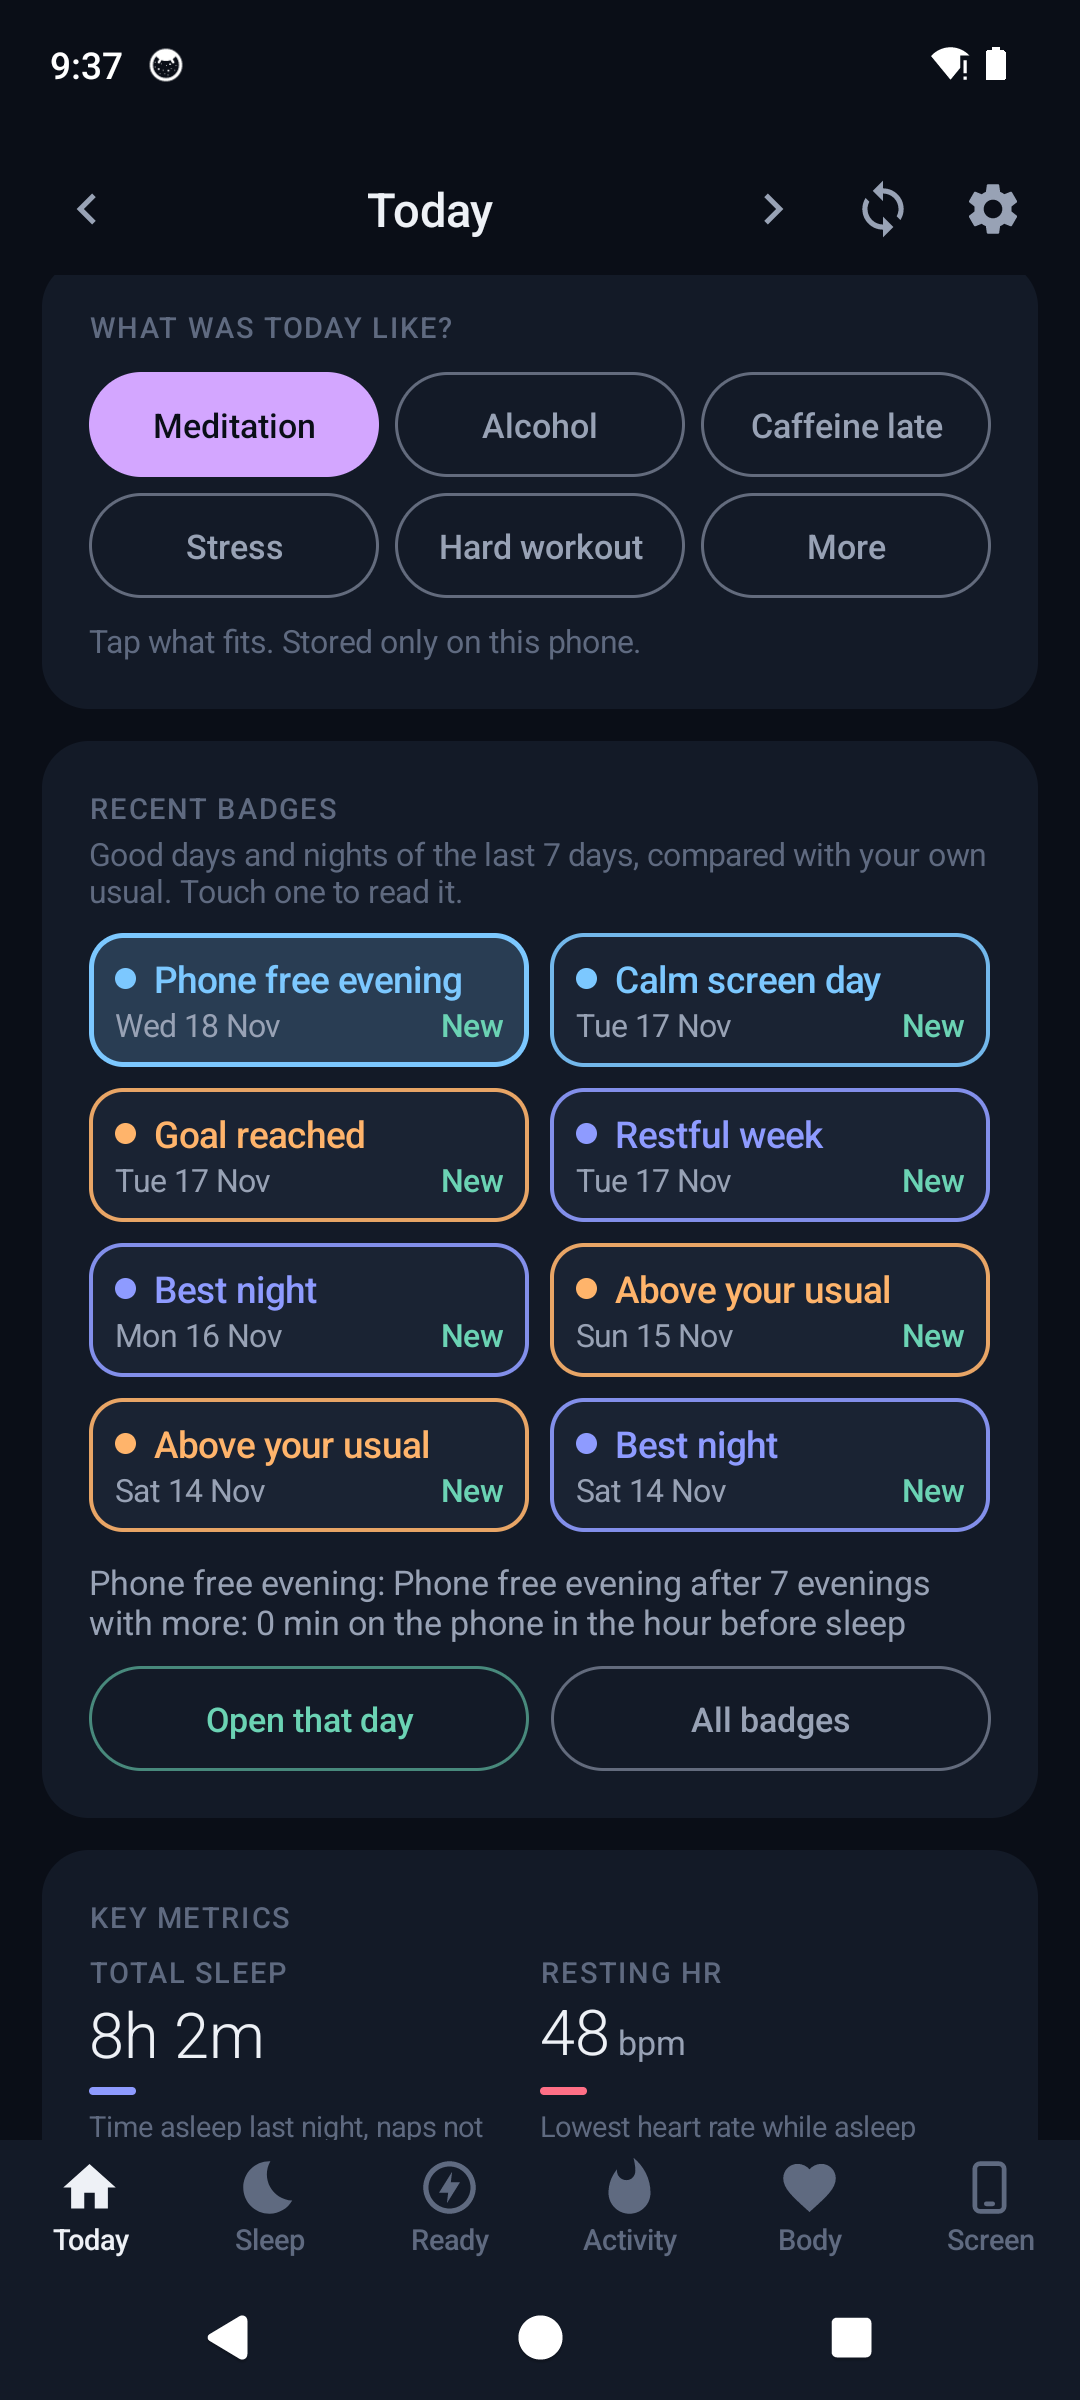 9:37
Today
WHAT WAS TODAY LIKE?
Meditation
Alcohol
Caffeine late
Stress
Hard workout
More
Tap what fits. Stored only on this phone.
RECENT BADGES
Good days and nights of the last 7 days, compared with your own
usual. Touch one to read it.
Phone free evening
Wed 18 Nov
New
Calm screen day
Tue 17 Nov
New
Goal reached
Tue 17 Nov
New
Restful week
Tue 17 Nov
New
Best night
Mon 16 Nov
New
Above your usual
Sun 15 Nov
New
Above your usual
Sat 14 Nov
New
Best night
Sat 14 Nov
New
Phone free evening: Phone free evening after 7 evenings
with more: 0 min on the phone in the hour before sleep
Open that day
All badges
KEY METRICS
TOTAL SLEEP
8h 2m
Time asleep last night, naps not
RESTING HR
48 bpm
Lowest heart rate while asleep
Today
Sleep
Ready
Activity
Body
Screen